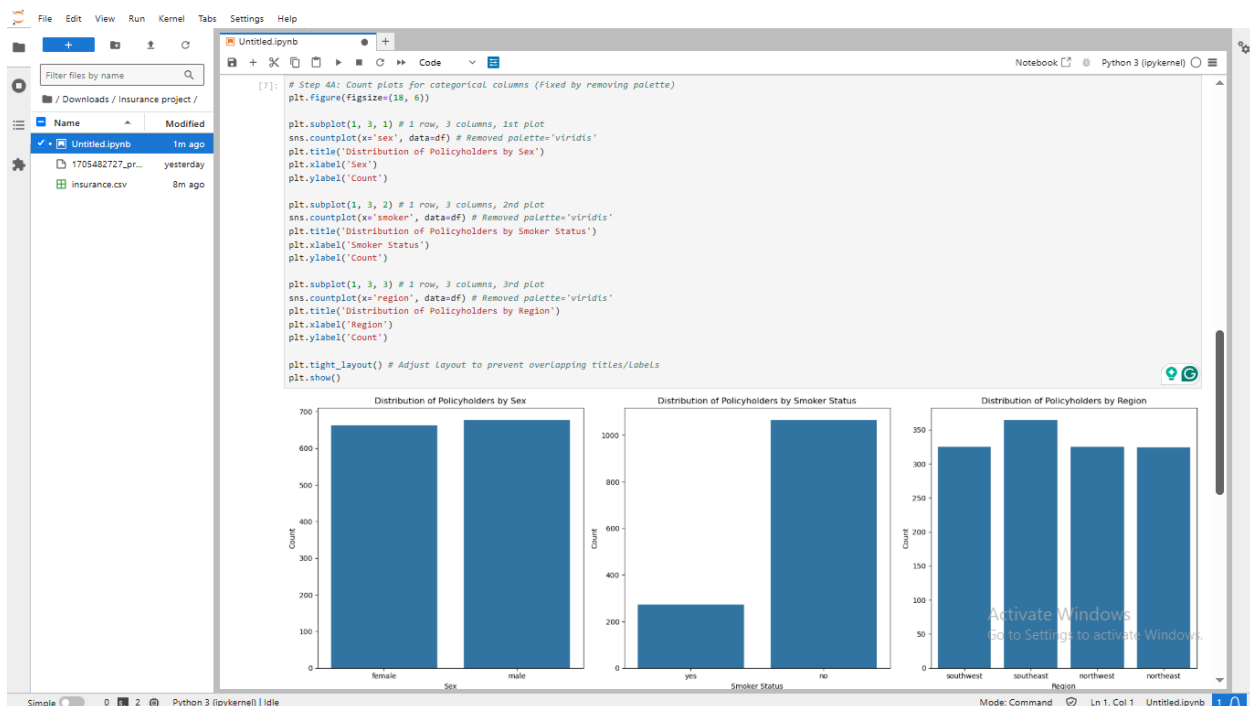 File Edit View Run Kernel Tabs Settings Help
Untitled.ipynb
Code
Notebook
Python 3 (ipykernel)
Filter files by name
/ Downloads / Insurance project /
Name Modified
Untitled.ipynb 1m ago
1705482727_pr... yesterday
insurance.csv 8m ago
[7]: # Step 4A: Count plots for categorical columns (Fixed by removing palette)
plt.figure(figsize=(18, 6))
plt.subplot(1, 3, 1) # 1 row, 3 columns, 1st plot
sns.countplot(x='sex', data=df) # Removed palette='viridis'
plt.title('Distribution of Policyholders by Sex')
plt.xlabel('Sex')
plt.ylabel('Count')
plt.subplot(1, 3, 2) # 1 row, 3 columns, 2nd plot
sns.countplot(x='smoker', data=df) # Removed palette='viridis'
plt.title('Distribution of Policyholders by Smoker Status')
plt.xlabel('Smoker Status')
plt.ylabel('Count')
plt.subplot(1, 3, 3) # 1 row, 3 columns, 3rd plot
sns.countplot(x='region', data=df) # Removed palette='viridis'
plt.title('Distribution of Policyholders by Region')
plt.xlabel('Region')
plt.ylabel('Count')
plt.tight_layout() # Adjust layout to prevent overlapping titles/labels
plt.show()
Distribution of Policyholders by Sex
700
600
500
400
300
200
100
0
Count
female male
Sex
Distribution of Policyholders by Smoker Status
1000
800
600
400
200
0
Count
yes no
Smoker Status
Distribution of Policyholders by Region
350
300
250
200
150
100
50
0
Count
southwest southeast northwest northeast
Region
Activate Windows
Go to Settings to activate Windows.
Simple 0 2 Python 3 (ipykernel) | Idle
Mode: Command Ln 1, Col 1 Untitled.ipynb 1